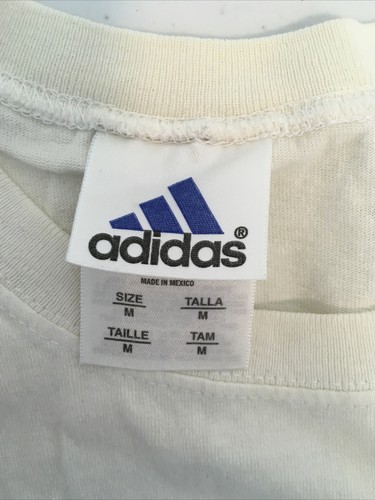 adidas®
MADE IN MEXICO
SIZE TALLA
M M
TAILLE TAM
M M